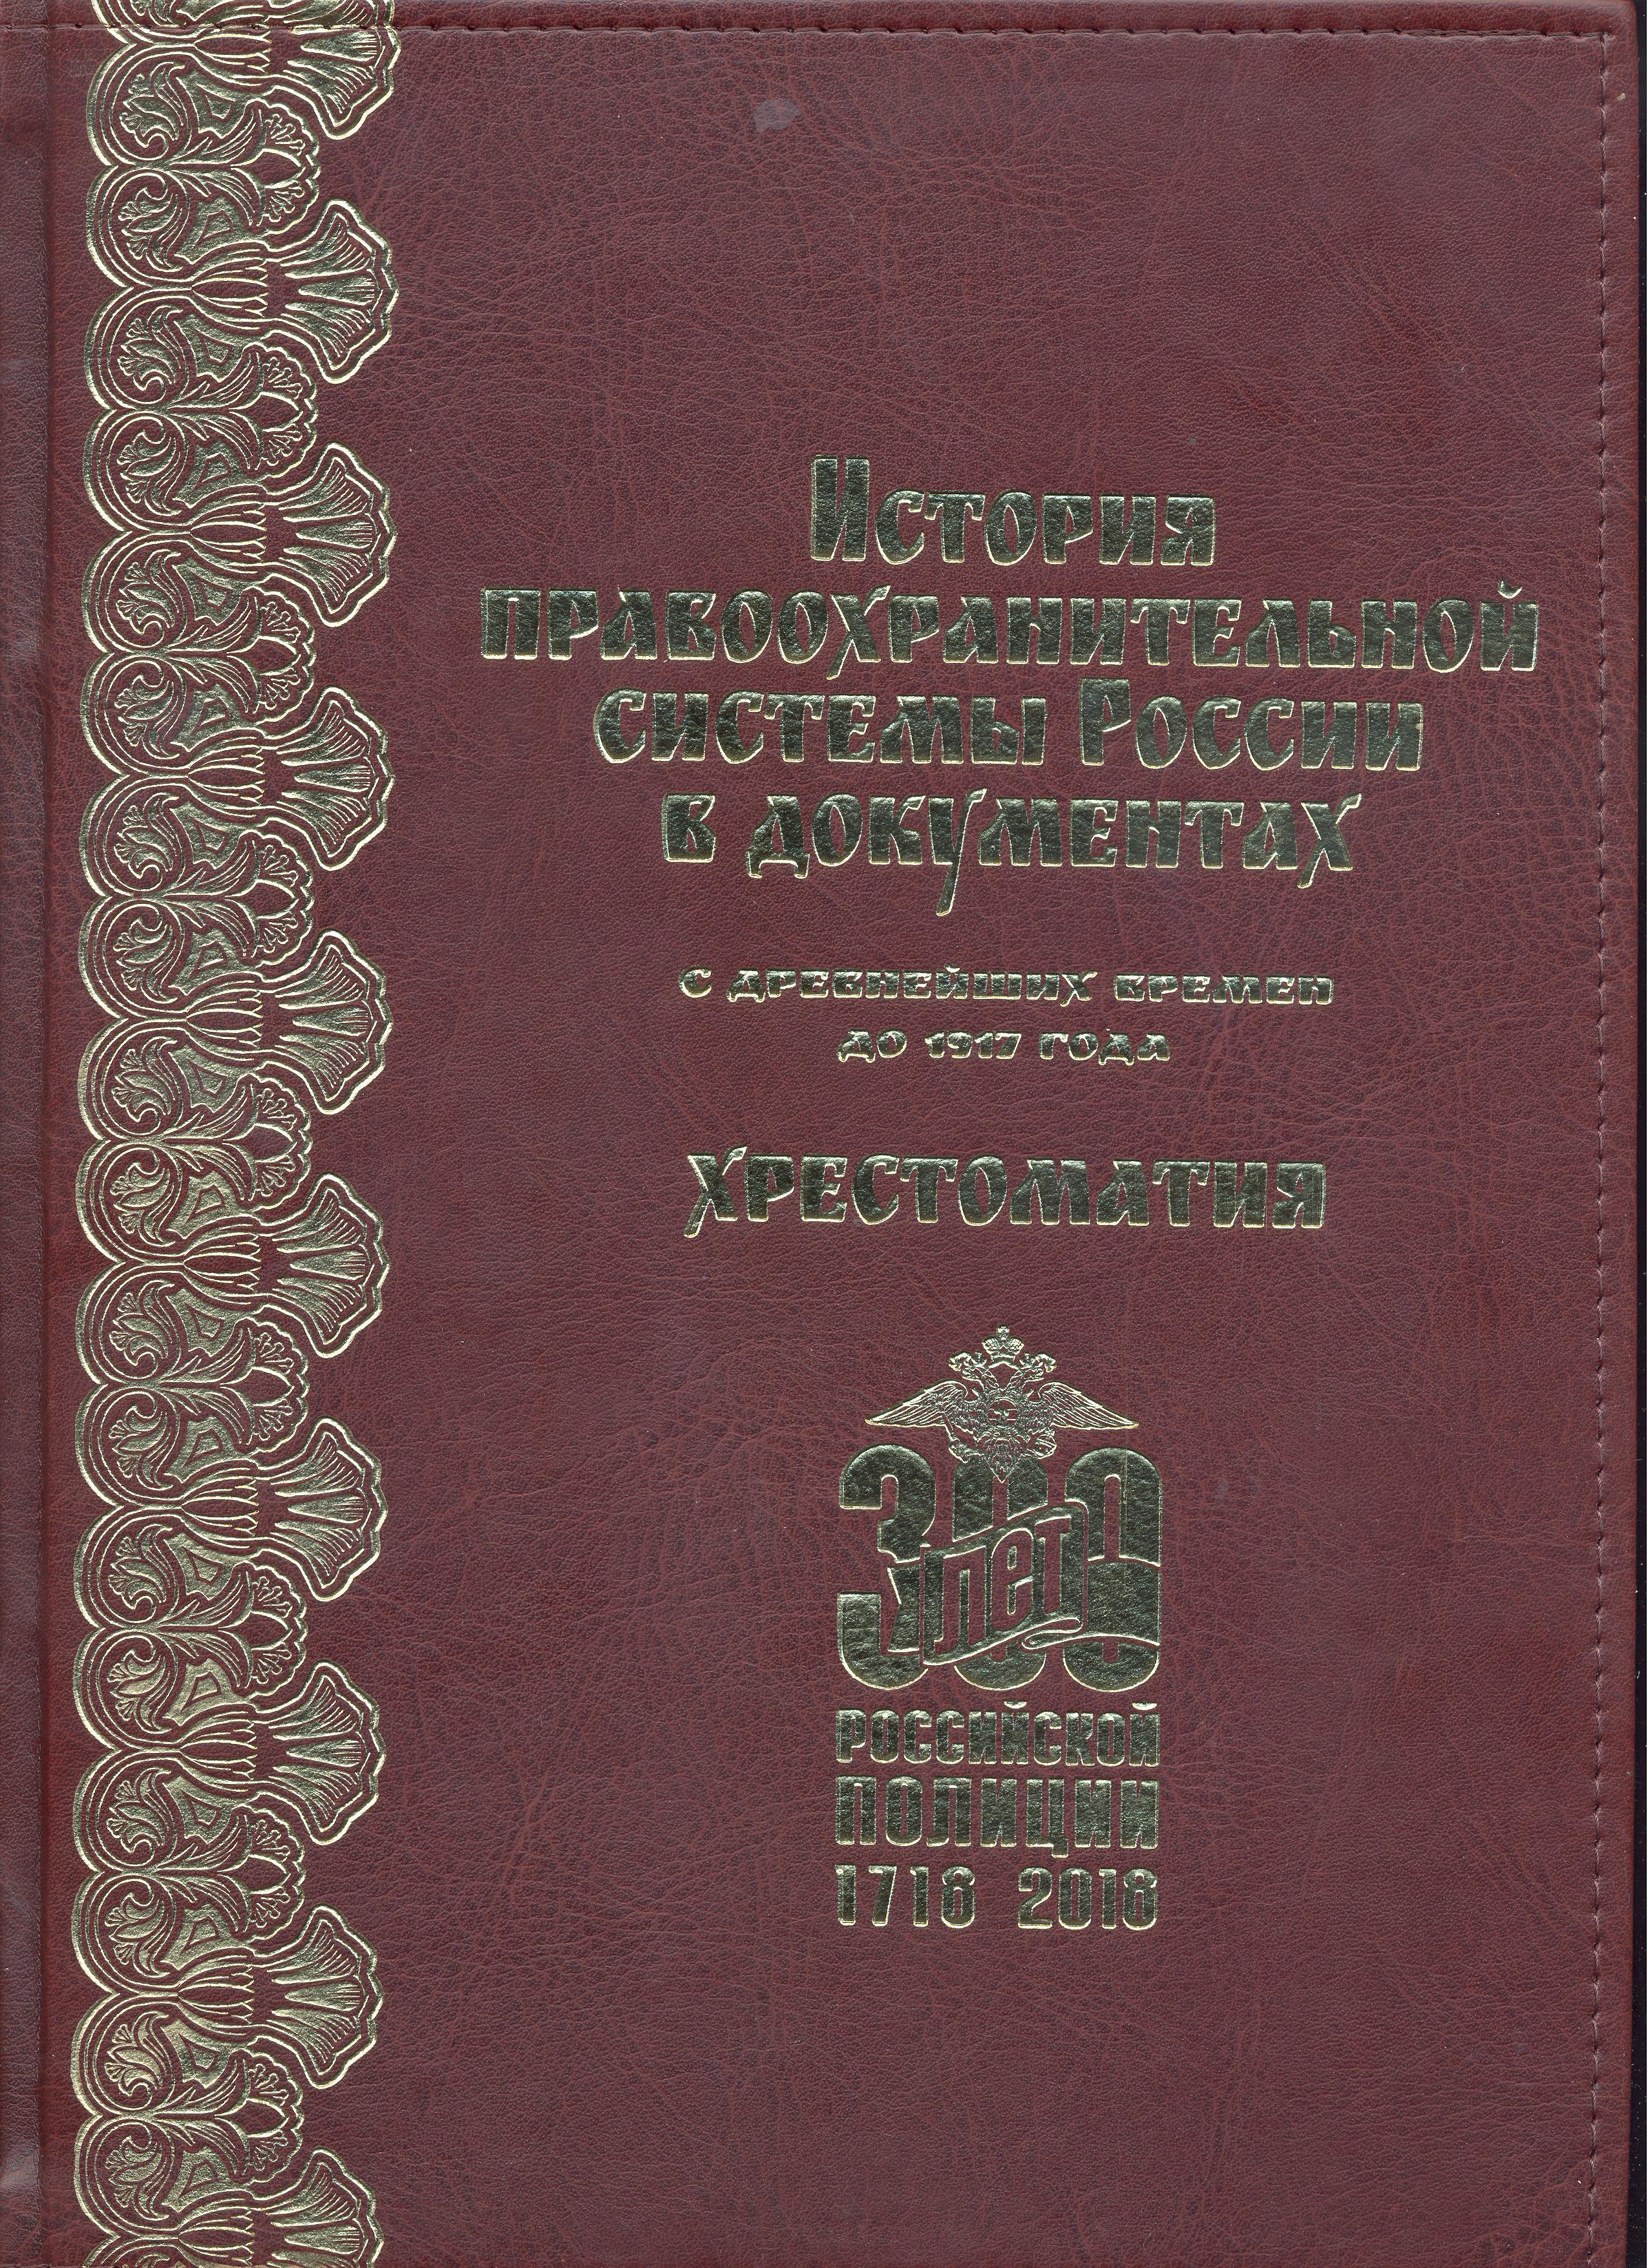 История
правоохранительной
системы России
в документах
с древнейших времен
до 1917 года
хрестоматия
300
лет
РОССИЙСКОЙ
ПОЛИЦИИ
1718 2018